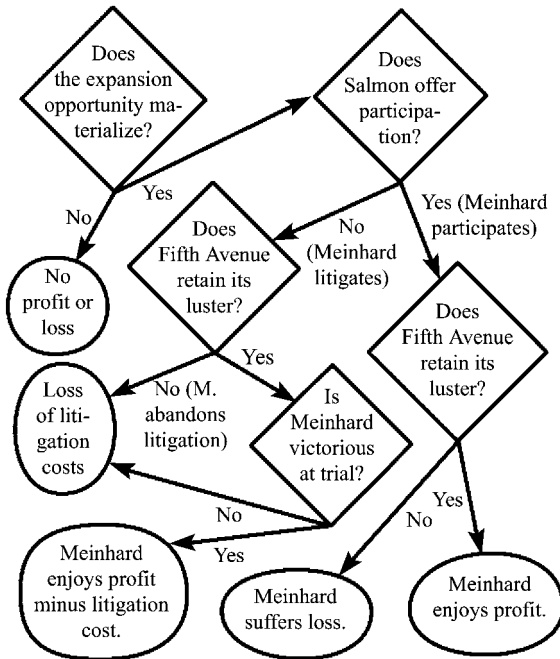 Does
the expansion
opportunity ma-
terialize?
Does
Salmon offer
participa-
tion?
Yes
No
No
profit or
loss
Does
Fifth Avenue
retain its
luster?
No
(Meinhard
litigates)
Yes (Meinhard
participates)
Does
Fifth Avenue
retain its
luster?
Yes
No (M.
abandons
litigation)
Loss
of liti-
gation
costs
Is
Meinhard
victorious
at trial?
No
Yes
Yes
No
Meinhard
enjoys profit
minus litigation
cost.
Meinhard
suffers loss.
Meinhard
enjoys profit.